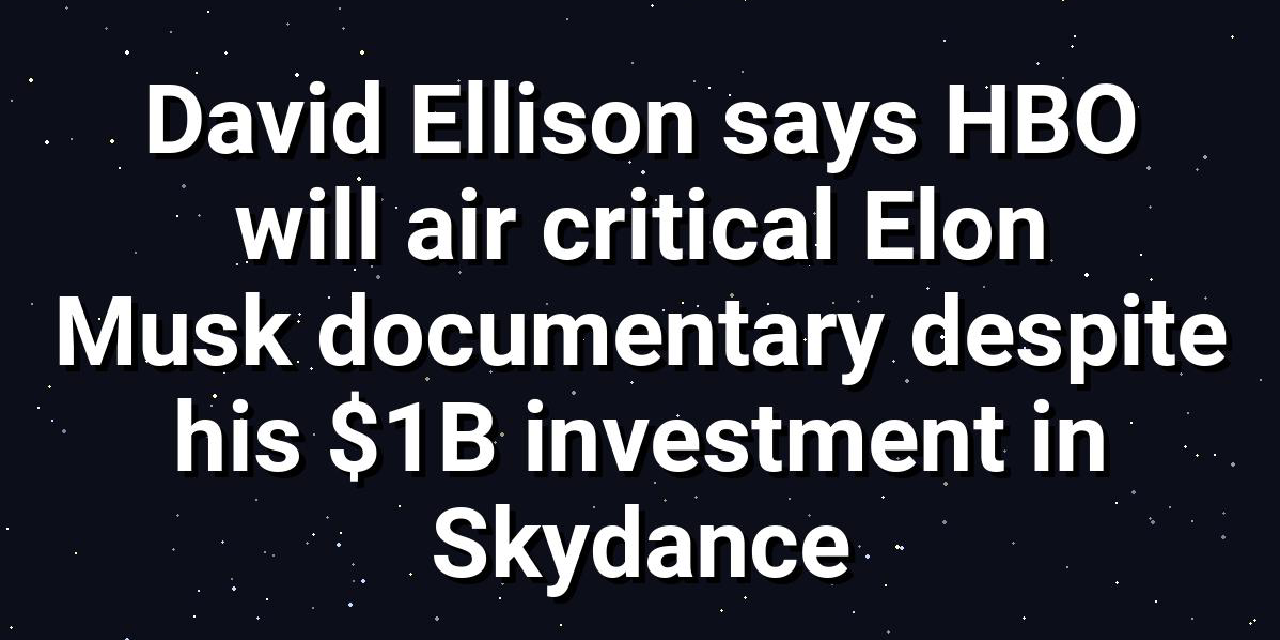 David Ellison says HBO
will air critical Elon
Musk documentary despite
his $1B investment in
Skydance